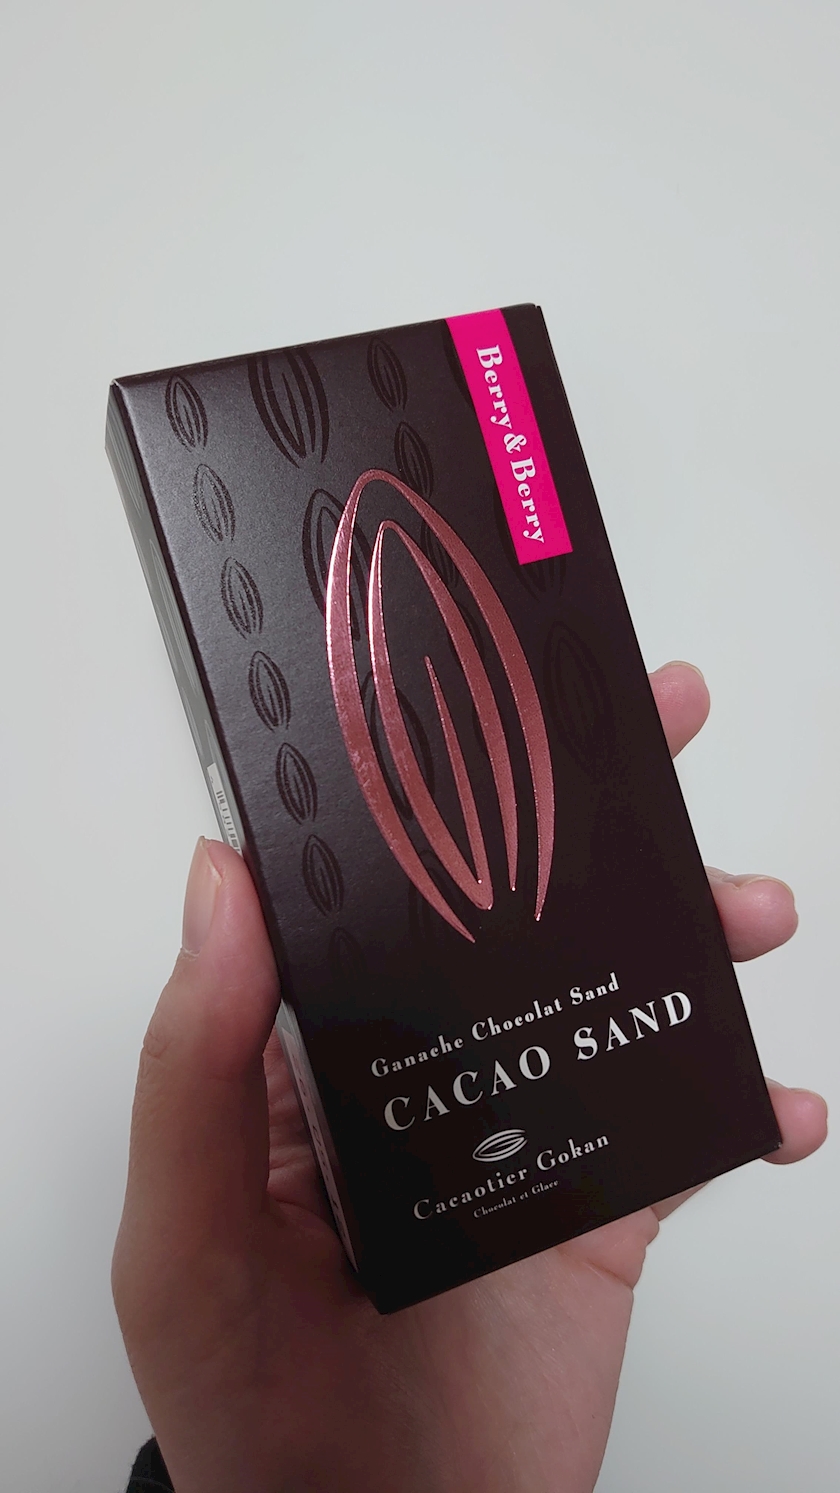 Berry & Berry
Ganache Chocolat Sand
CACAO SAND
Cacaotier Gokan
Chocolat et Glace